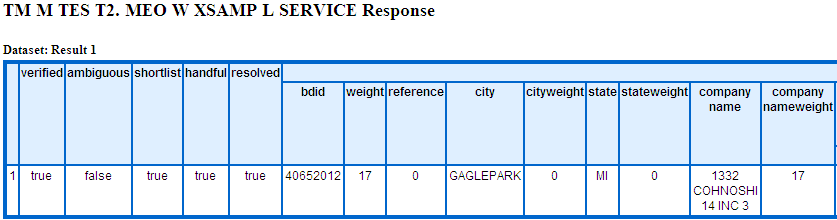 TM M TES T2. MEO W XSAMP L SERVICE Response
Dataset: Result 1
verified ambiguous shortlist handful resolved
bdid weight reference city cityweight state stateweight company name company nameweight
1 true false true true true 40652012 17 0 GAGLEPARK 0 MI 0 1332 COHNOSHI 14 INC 3 17